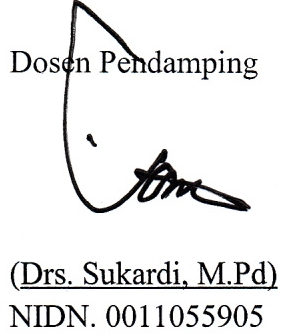 Dosen Pendamping
(Drs. Sukardi, M.Pd)
NIDN. 0011055905